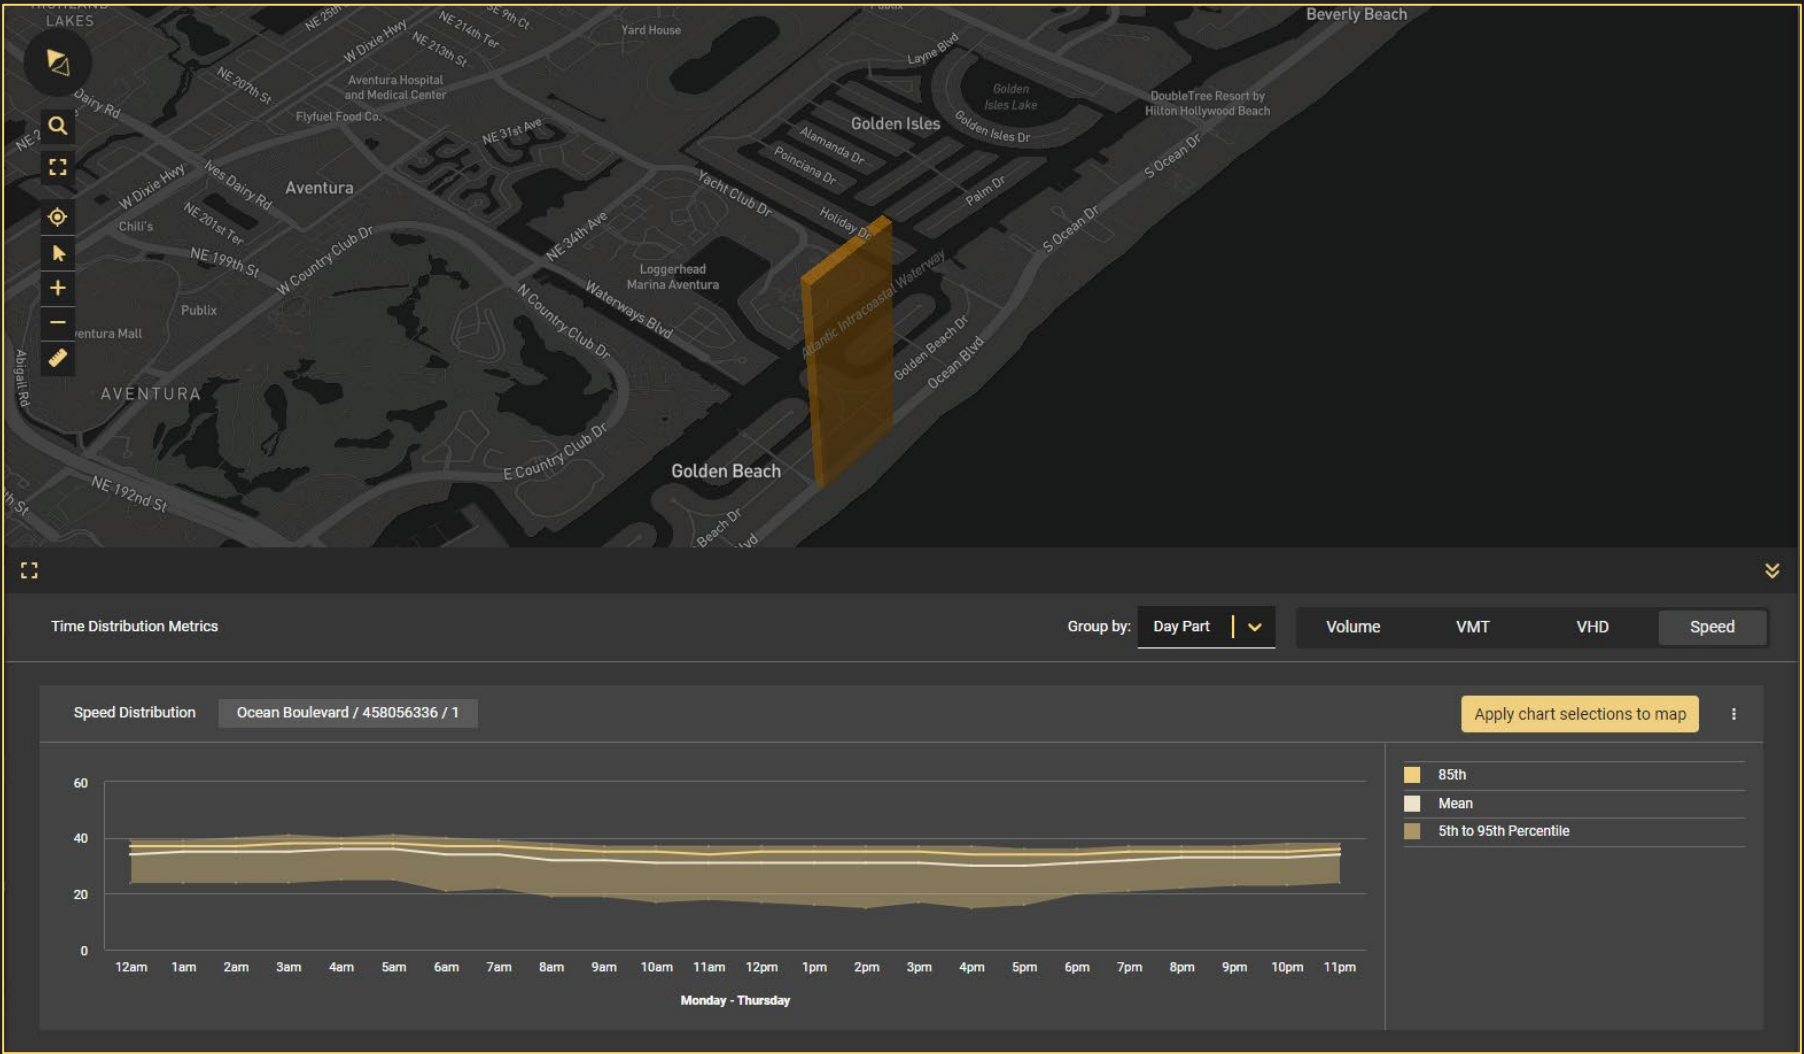 LAKES
NE 25th
SE 9th Ct
Beverly Beach
W Dixie Hwy
NE 214th Ter
NE 213th St
Yard House
Layne Blvd
NE 207th St
Aventura Hospital
and Medical Center
Golden
Isles Lake
DoubleTree Resort by
Hilton Hollywood Beach
Dairy Rd
Flyfuel Food Co.
NE 31st Ave
Golden Isles
Golden Isles Dr
Alamanda Dr
Poinciana Dr
S Ocean Dr
W Dixie Hwy
Ives Dairy Rd
Aventura
Yacht Club Dr
Palm Dr
Chili's
NE 201st Ter
W Country Club Dr
NE 34th Ave
Holiday Dr
S Ocean Dr
NE 199th St
Loggerhead
Marina Aventura
Atlantic Intracoastal Waterway
Publix
N Country Club Dr
Waterways Blvd
ventura Mall
Golden Beach Dr
Ocean Blvd
Abigail Rd
AVENTURA
E Country Club Dr
Golden Beach
NE 192nd St
Beach Dr
Time Distribution Metrics
Group by:
Day Part
Volume
VMT
VHD
Speed
Speed Distribution
Ocean Boulevard / 458056336 / 1
Apply chart selections to map
60
40
20
0
12am 1am 2am 3am 4am 5am 6am 7am 8am 9am 10am 11am 12pm 1pm 2pm 3pm 4pm 5pm 6pm 7pm 8pm 9pm 10pm 11pm
Monday - Thursday
85th
Mean
5th to 95th Percentile